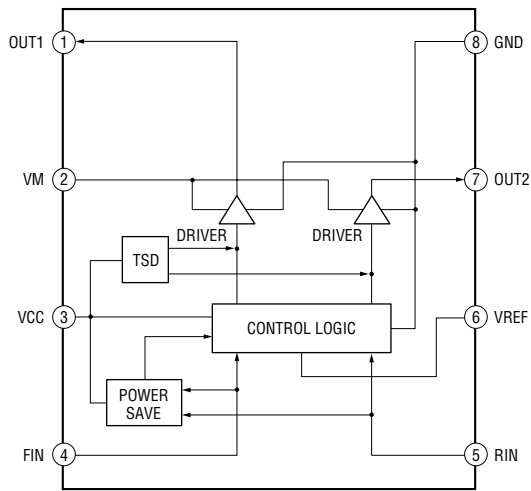 OUT1 1
8 GND
VM 2
7 OUT2
DRIVER
DRIVER
TSD
VCC 3
CONTROL LOGIC
6 VREF
POWER
SAVE
FIN 4
5 RIN